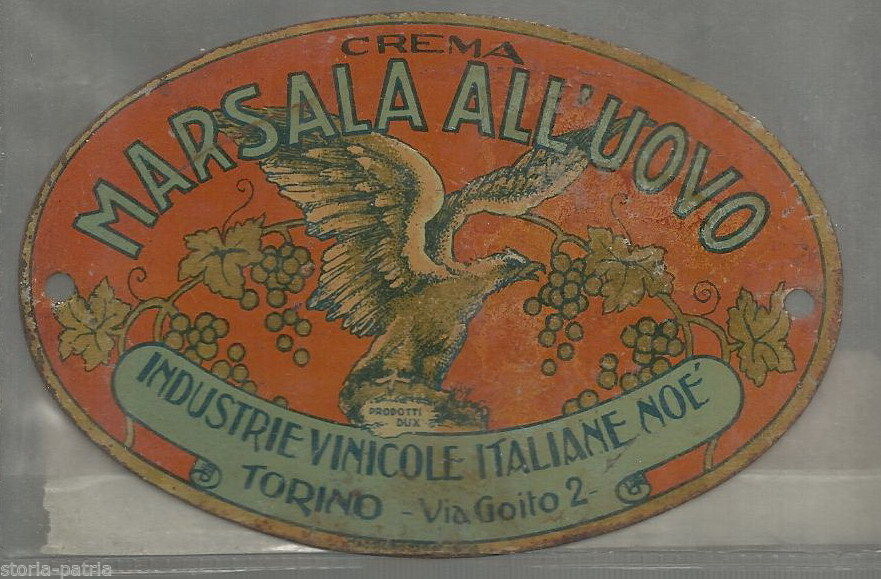 CREMA
MARSALA ALL'UOVO
PRODOTTI
DUX
INDUSTRIE VINICOLE ITALIANE NOÉ
TORINO - Via Goito 2 -
storia-patria